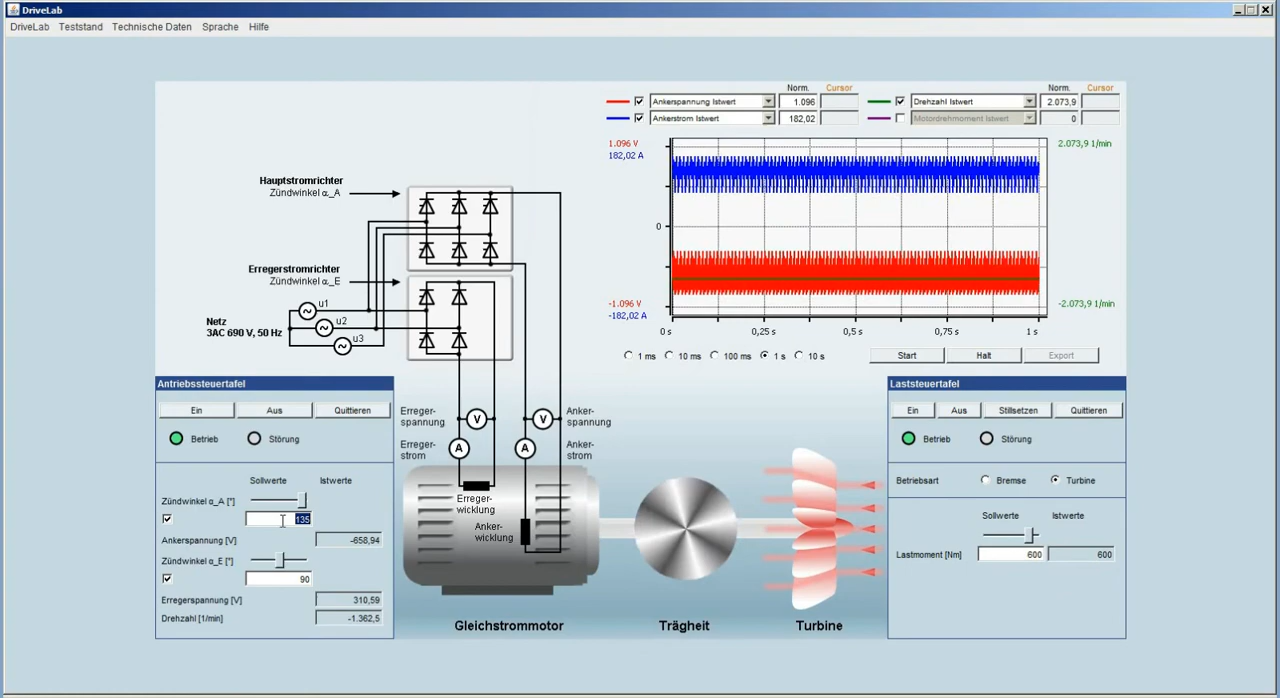 DriveLab
DriveLab Teststand Technische Daten Sprache Hilfe
Norm. Cursor Norm. Cursor
Ankerspannung Istwert 1.096 Drehzahl Istwert 2.073,9
Ankerstrom Istwert 182,02 Motordrehmoment Istwert 0
1.096 V 2.073,9 1/min
182,02 A
0
-1.096 V -2.073,9 1/min
-182,02 A
0 s 0,25 s 0,5 s 0,75 s 1 s
1 ms 10 ms 100 ms 1 s 10 s Start Halt Export
Hauptstromrichter
Zündwinkel α_A
Erregerstromrichter
Zündwinkel α_E
Netz
3AC 690 V, 50 Hz
u1
u2
u3
Erreger-
spannung
V
V
Anker-
spannung
Erreger-
strom
A
A
Anker-
strom
Erreger-
wicklung
Anker-
wicklung
Gleichstrommotor Trägheit Turbine
Antriebssteuertafel
Ein Aus Quittieren
Betrieb Störung
Sollwerte Istwerte
Zündwinkel α_A [°]
135
Ankerspannung [V] -658,94
Zündwinkel α_E [°]
90
Erregerspannung [V] 310,59
Drehzahl [1/min] -1.362,5
Laststeuertafel
Ein Aus Stillsetzen Quittieren
Betrieb Störung
Betriebsart Bremse Turbine
Sollwerte Istwerte
Lastmoment [Nm] 600 600